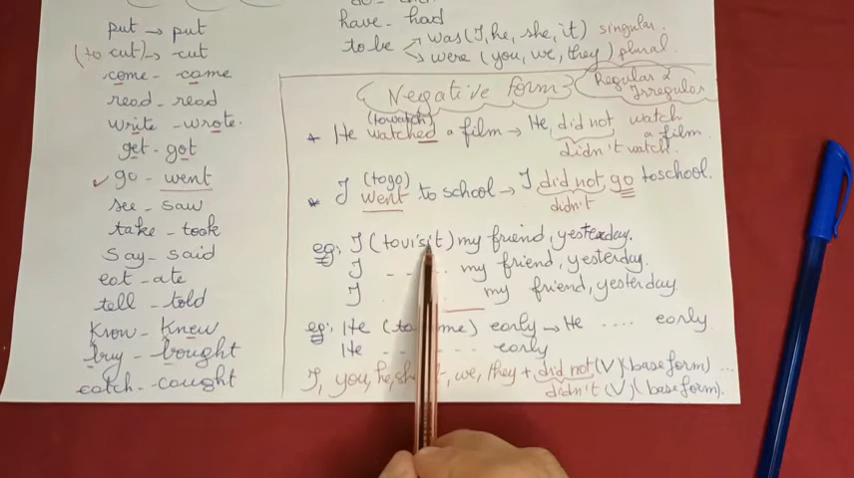 put → put
(to cut) → cut
come - came
read - read
write - wrote.
get - got
go - went
see - saw
take - took
say - said
eat - ate
tell - told
Know - Knew
buy - bought
catch - caught
have - had
to be was (I, he, she, it) singular.
were (you, we, they) plural.
Negative form Regular & Irregular
(to watch)
* He watched a film → He, did not watch a film.
didn't watch.
(to go)
* I went to school → I did not go to school.
didn't
eg: I (to visit) my friend, yesterday.
I - - my friend, yesterday.
I my friend, yesterday
eg: He (to me) early → He .... early
He - - - - early
I, you, he, we, they + did not (V) (base form) ...
didn't (V) (base form).